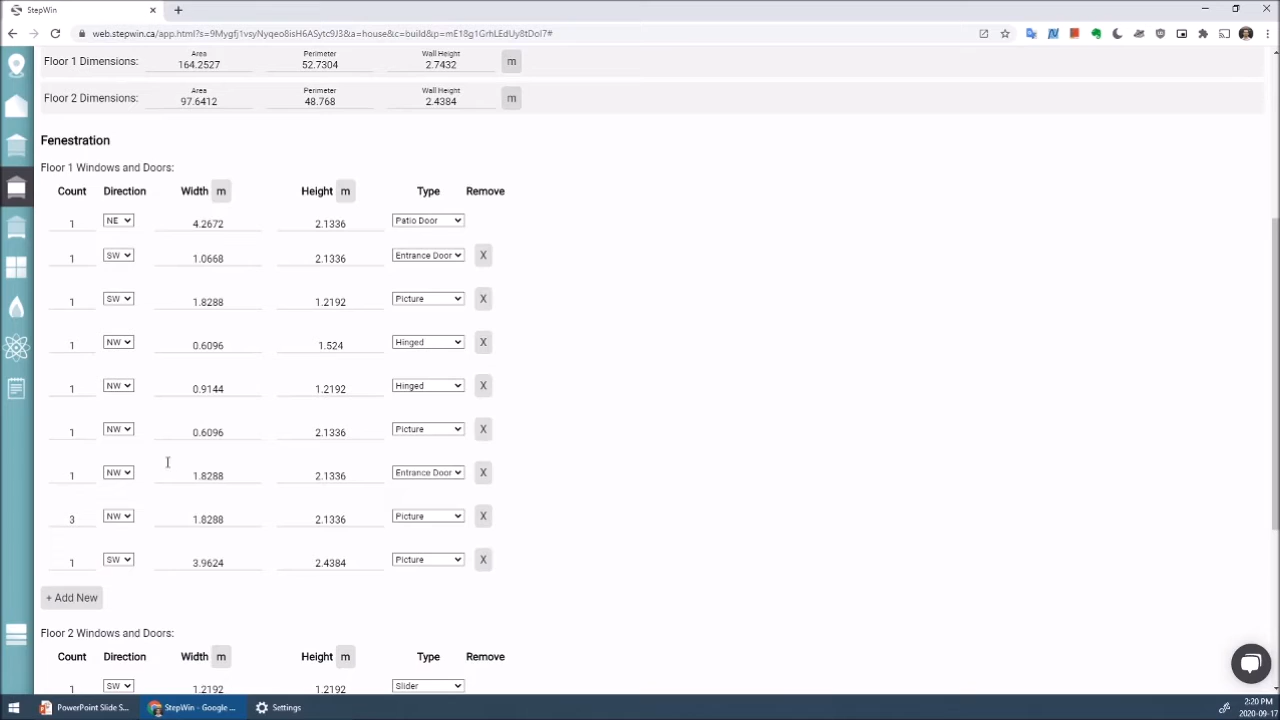 StepWin
web.stepwin.ca/app.html?s=9Mygfj1vsyNyqeo8isH6ASytc9J3&a=house&c=build&p=mE18g1GrhLEdUy8tDoI7#
Area Perimeter Wall Height
Floor 1 Dimensions: 164.2527 52.7304 2.7432 m
Area Perimeter Wall Height
Floor 2 Dimensions: 97.6412 48.768 2.4384 m
Fenestration
Floor 1 Windows and Doors:
Count Direction Width m Height m Type Remove
1 NE 4.2672 2.1336 Patio Door
1 SW 1.0668 2.1336 Entrance Door X
1 SW 1.8288 1.2192 Picture X
1 NW 0.6096 1.524 Hinged X
1 NW 0.9144 1.2192 Hinged X
1 NW 0.6096 2.1336 Picture X
1 NW 1.8288 2.1336 Entrance Door X
3 NW 1.8288 2.1336 Picture X
1 SW 3.9624 2.4384 Picture X
+ Add New
Floor 2 Windows and Doors:
Count Direction Width m Height m Type Remove
1 SW 1.2192 1.2192 Slider
PowerPoint Slide S... StepWin - Google ... Settings
2:20 PM
2020-09-17